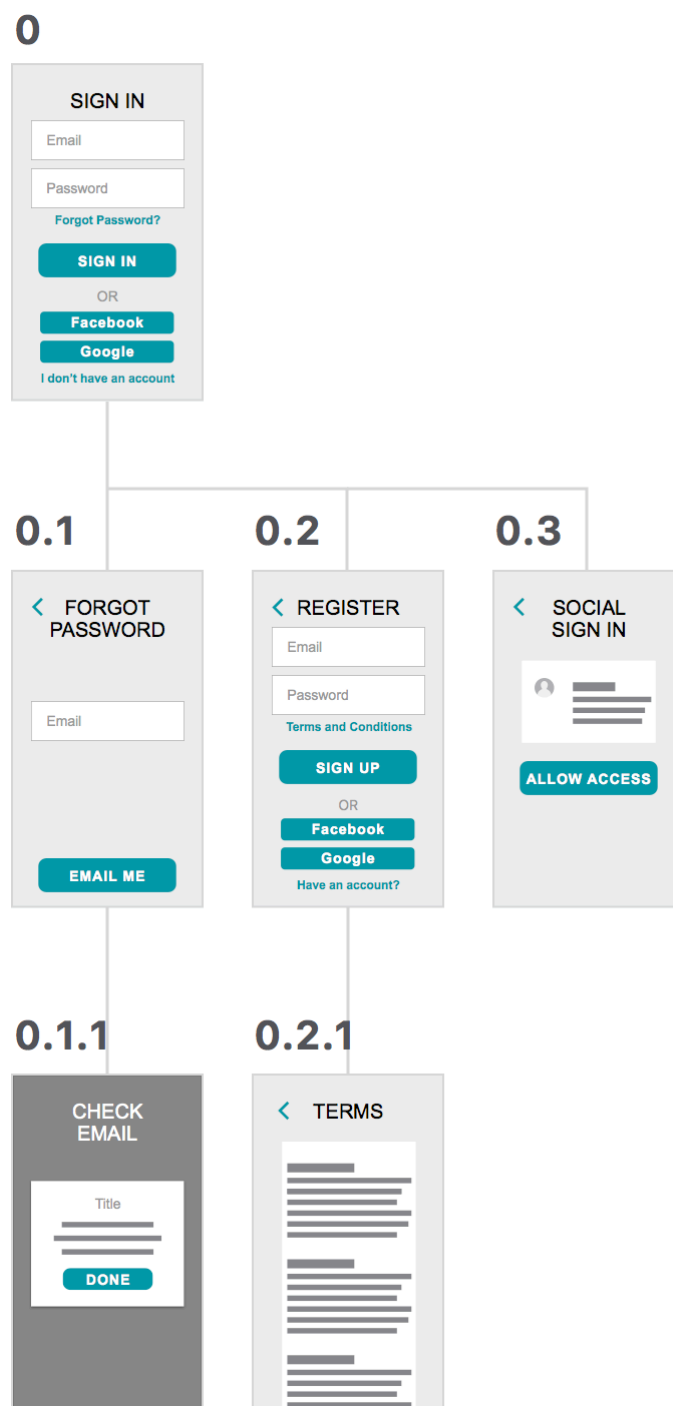 0
SIGN IN
Email
Password
Forgot Password?
SIGN IN
OR
Facebook
Google
I don't have an account
0.1
FORGOT
PASSWORD
Email
EMAIL ME
0.2
REGISTER
Email
Password
Terms and Conditions
SIGN UP
OR
Facebook
Google
Have an account?
0.3
SOCIAL
SIGN IN
ALLOW ACCESS
0.1.1
CHECK
EMAIL
Title
DONE
0.2.1
TERMS